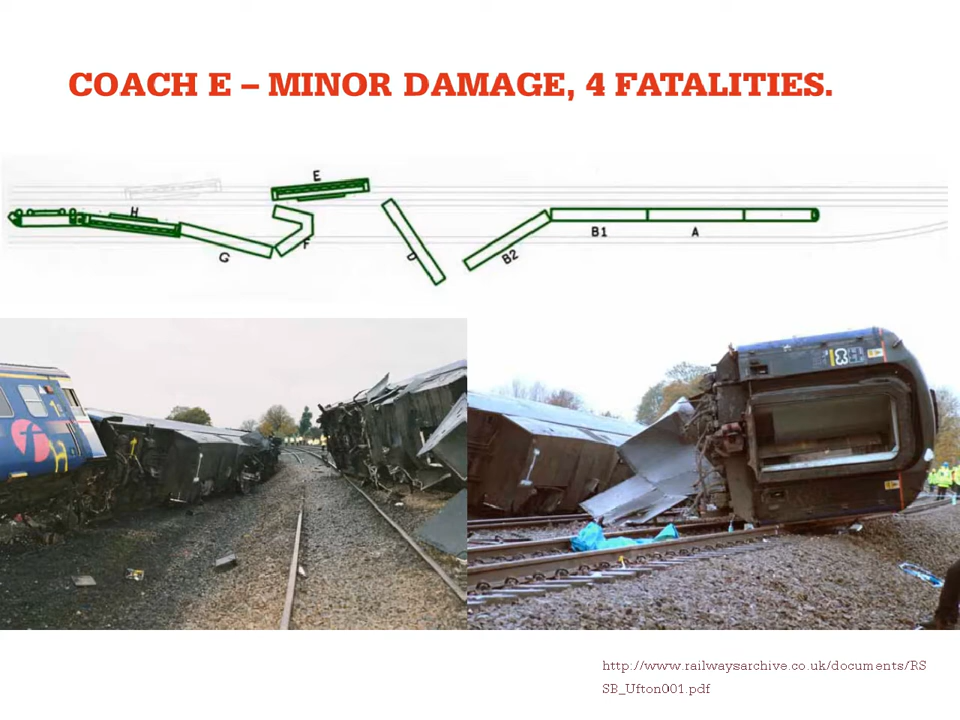 COACH E – MINOR DAMAGE, 4 FATALITIES.
E
H
F
G
D
B2
B1
A
http://www.railwaysarchive.co.uk/documents/RS
SB_Ufton001.pdf